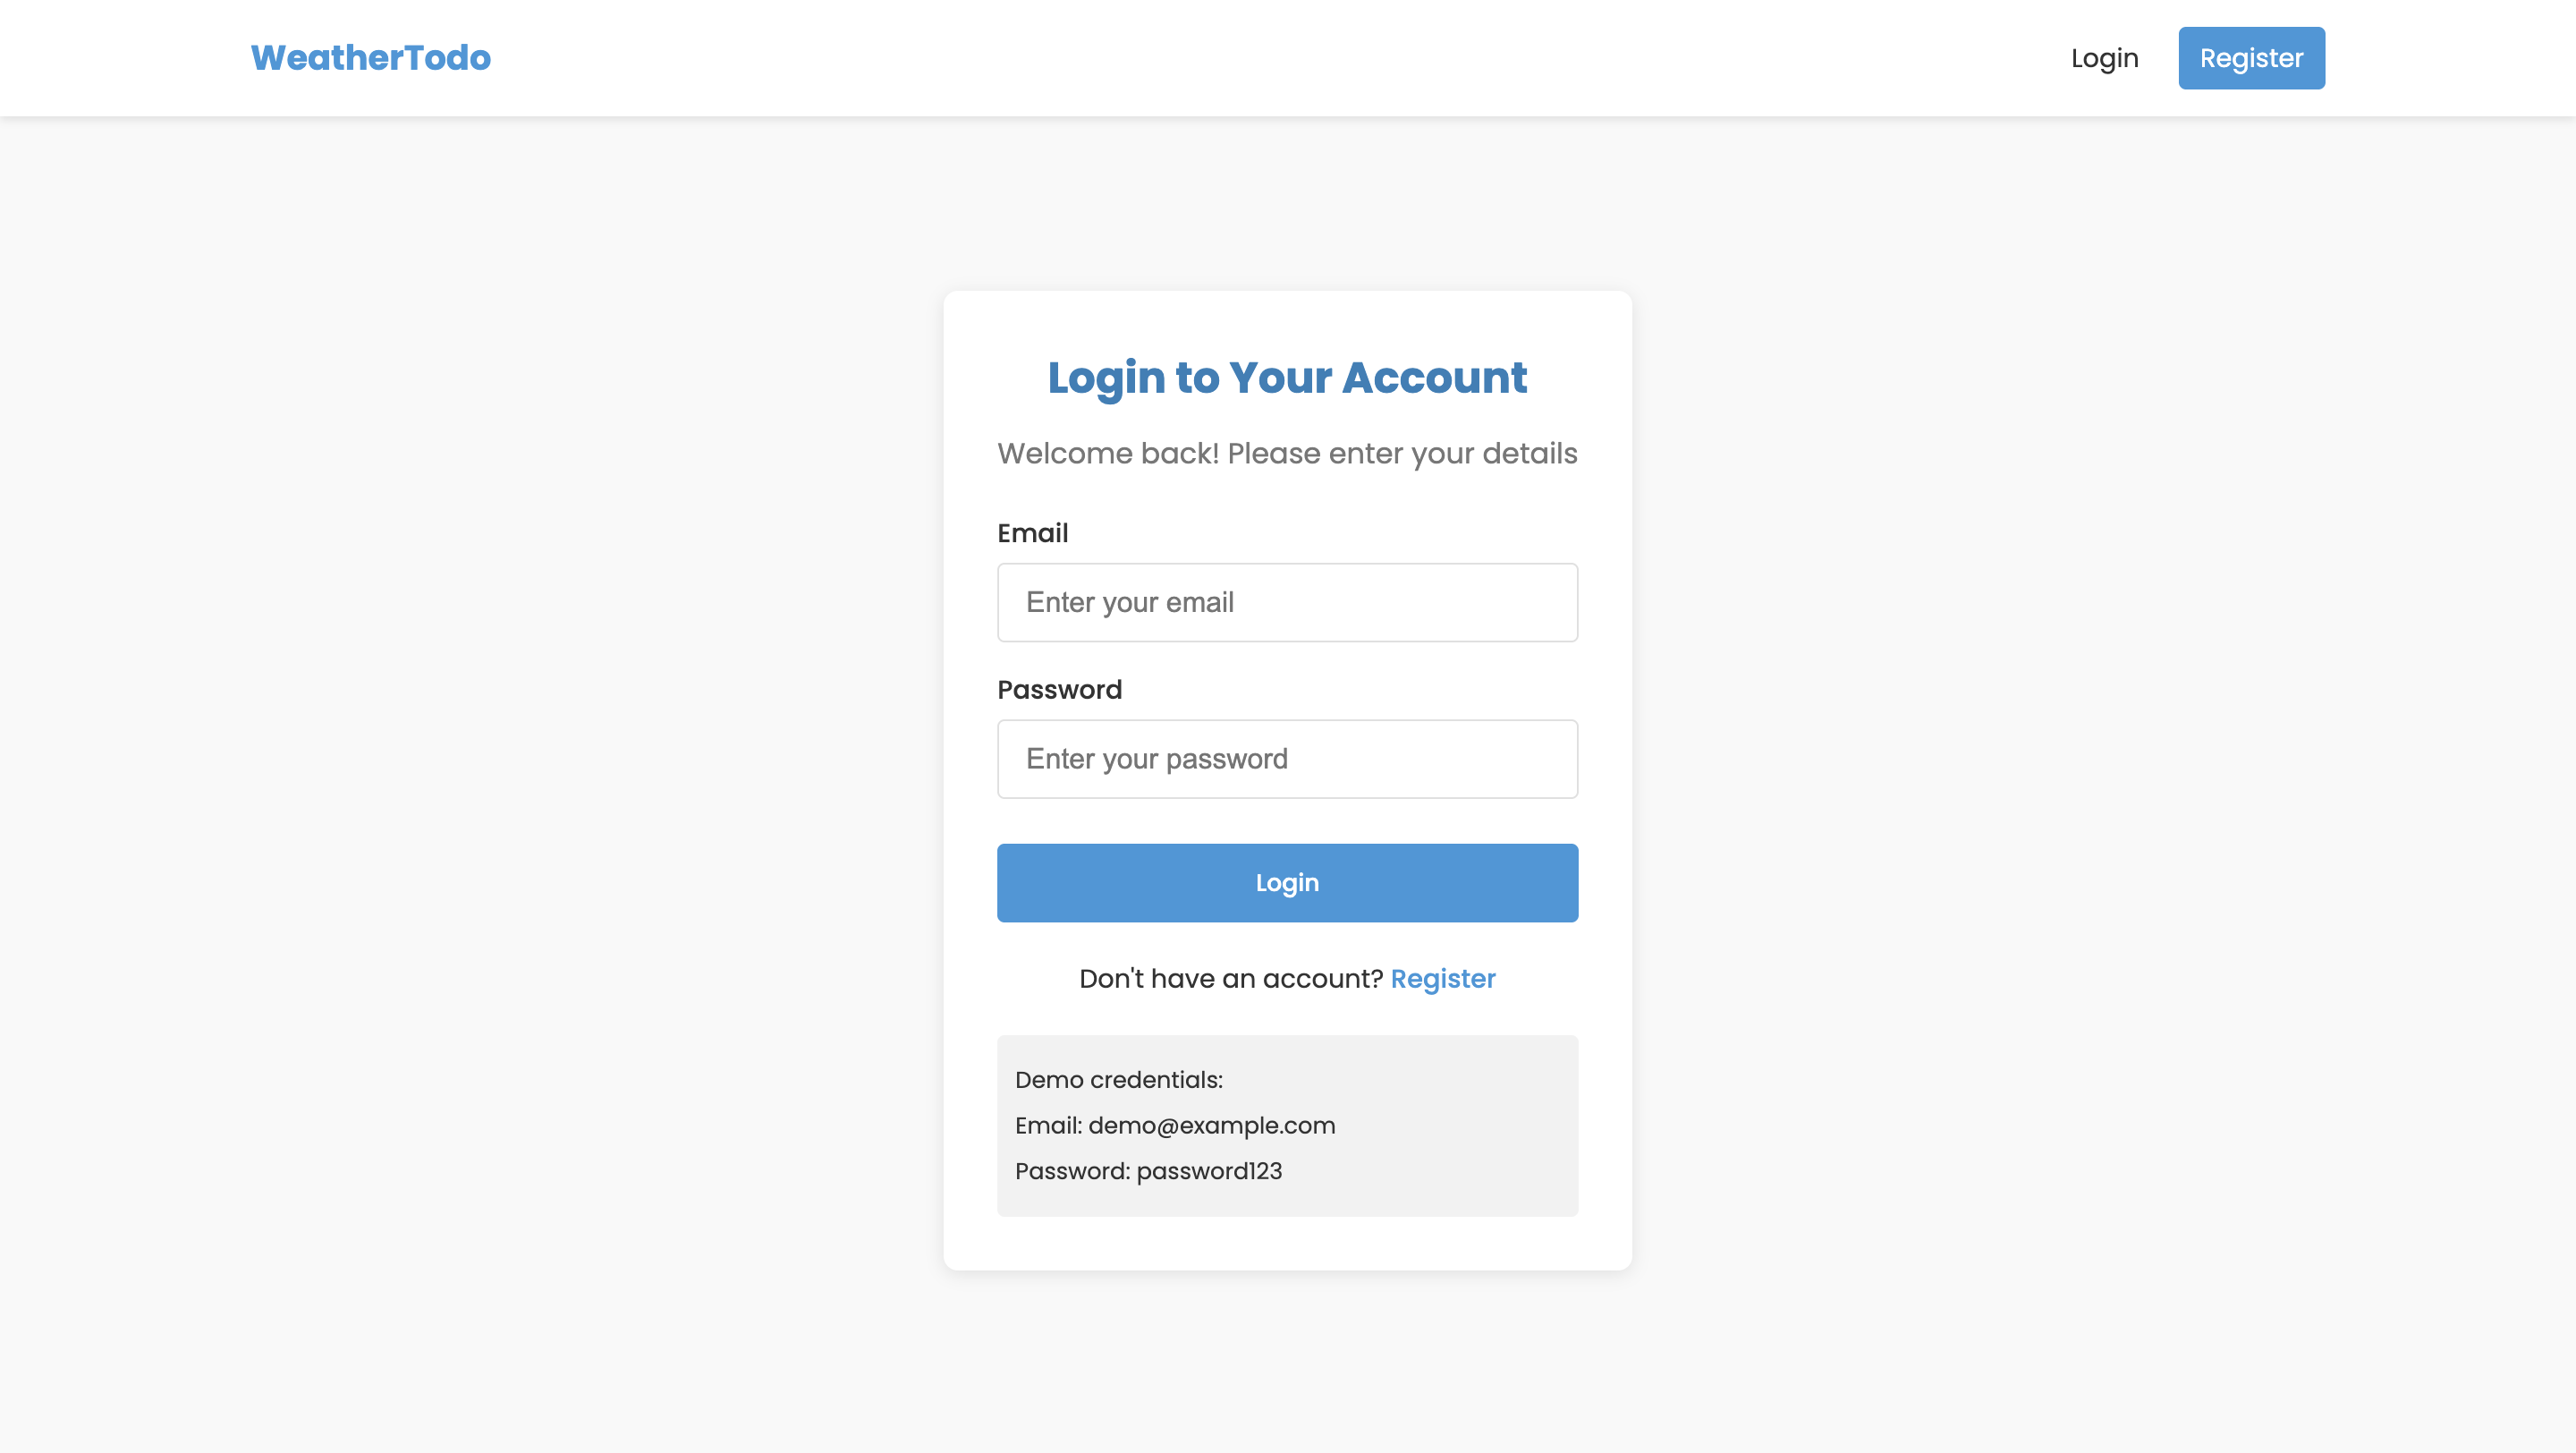 WeatherTodo
Login
Register
Login to Your Account
Welcome back! Please enter your details
Email
Enter your email
Password
Enter your password
Login
Don't have an account? Register
Demo credentials:
Email: demo@example.com
Password: password123